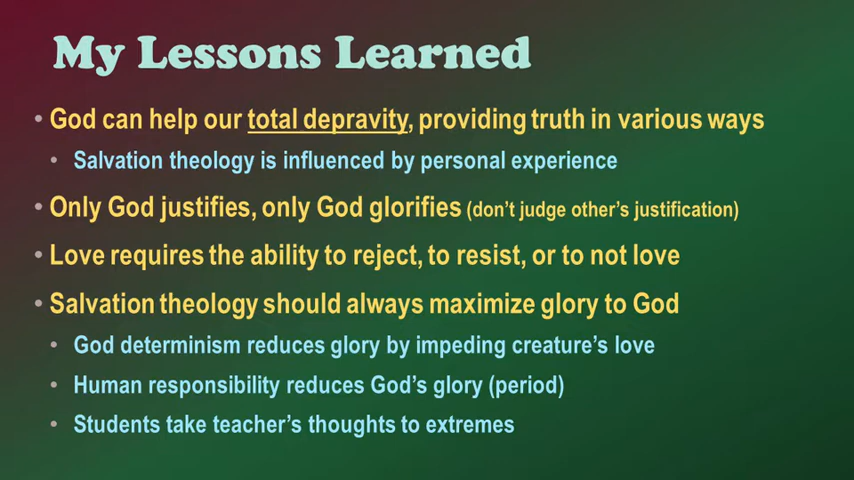 My Lessons Learned
• God can help our total depravity, providing truth in various ways
• Salvation theology is influenced by personal experience
• Only God justifies, only God glorifies (don't judge other's justification)
• Love requires the ability to reject, to resist, or to not love
• Salvation theology should always maximize glory to God
• God determinism reduces glory by impeding creature's love
• Human responsibility reduces God's glory (period)
• Students take teacher's thoughts to extremes